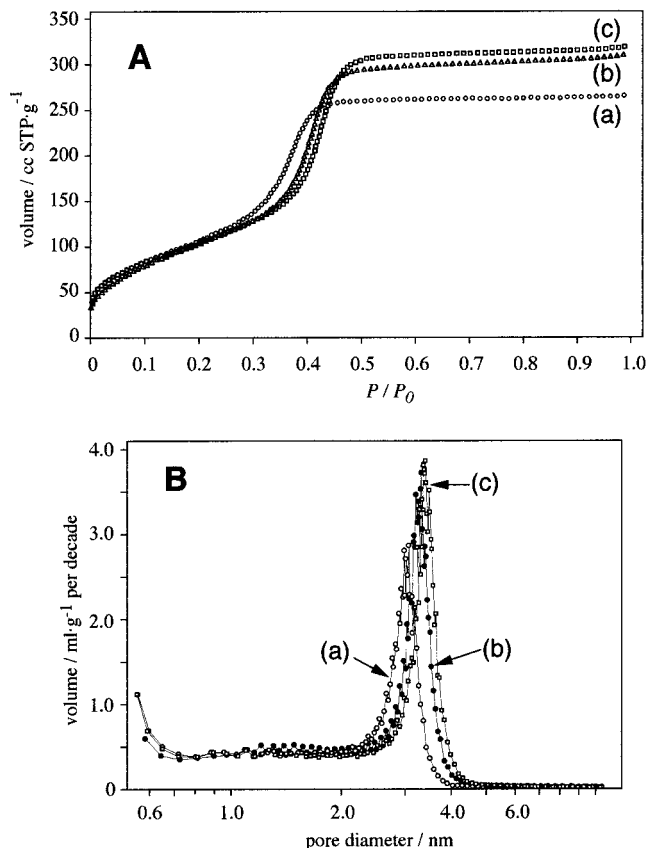 A
350
300
250
200
150
100
50
0
volume / cc STP·g⁻¹
(c)
(b)
(a)
0 0.1 0.2 0.3 0.4 0.5 0.6 0.7 0.8 0.9 1.0
P / P₀
B
4.0
3.0
2.0
1.0
0
volume / ml·g⁻¹ per decade
(c)
(a)
(b)
0.6 1.0 2.0 4.0 6.0
pore diameter / nm